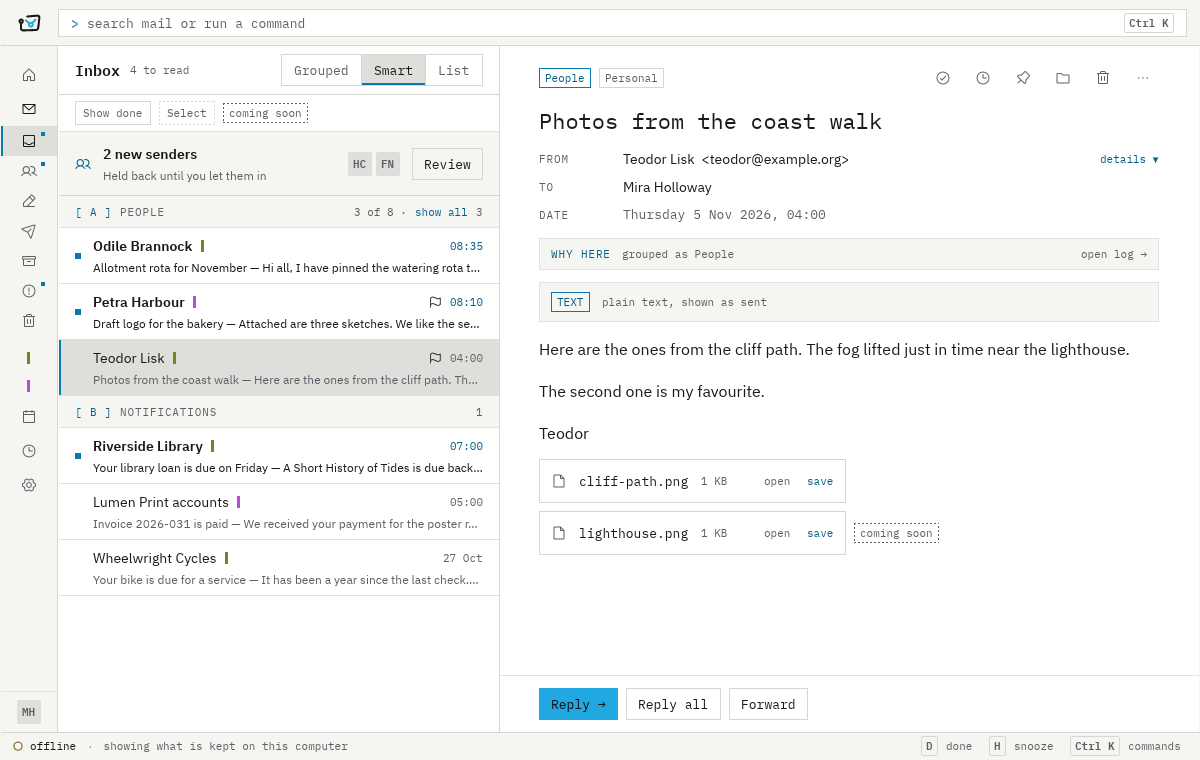 > search mail or run a command
Ctrl K
Inbox 4 to read
Grouped Smart List
Show done Select coming soon
2 new senders
Held back until you let them in
HC FN Review
[ A ] PEOPLE 3 of 8 · show all 3
Odile Brannock 08:35
Allotment rota for November — Hi all, I have pinned the watering rota t…
Petra Harbour 08:10
Draft logo for the bakery — Attached are three sketches. We like the se…
Teodor Lisk 04:00
Photos from the coast walk — Here are the ones from the cliff path. Th…
[ B ] NOTIFICATIONS 1
Riverside Library 07:00
Your library loan is due on Friday — A Short History of Tides is due back…
Lumen Print accounts 05:00
Invoice 2026-031 is paid — We received your payment for the poster r…
Wheelwright Cycles 27 Oct
Your bike is due for a service — It has been a year since the last check.…
MH
People Personal
Photos from the coast walk
FROM Teodor Lisk <teodor@example.org> details ▾
TO Mira Holloway
DATE Thursday 5 Nov 2026, 04:00
WHY HERE grouped as People open log →
TEXT plain text, shown as sent
Here are the ones from the cliff path. The fog lifted just in time near the lighthouse.
The second one is my favourite.
Teodor
cliff-path.png 1 KB open save
lighthouse.png 1 KB open save coming soon
Reply → Reply all Forward
offline · showing what is kept on this computer
D done H snooze Ctrl K commands